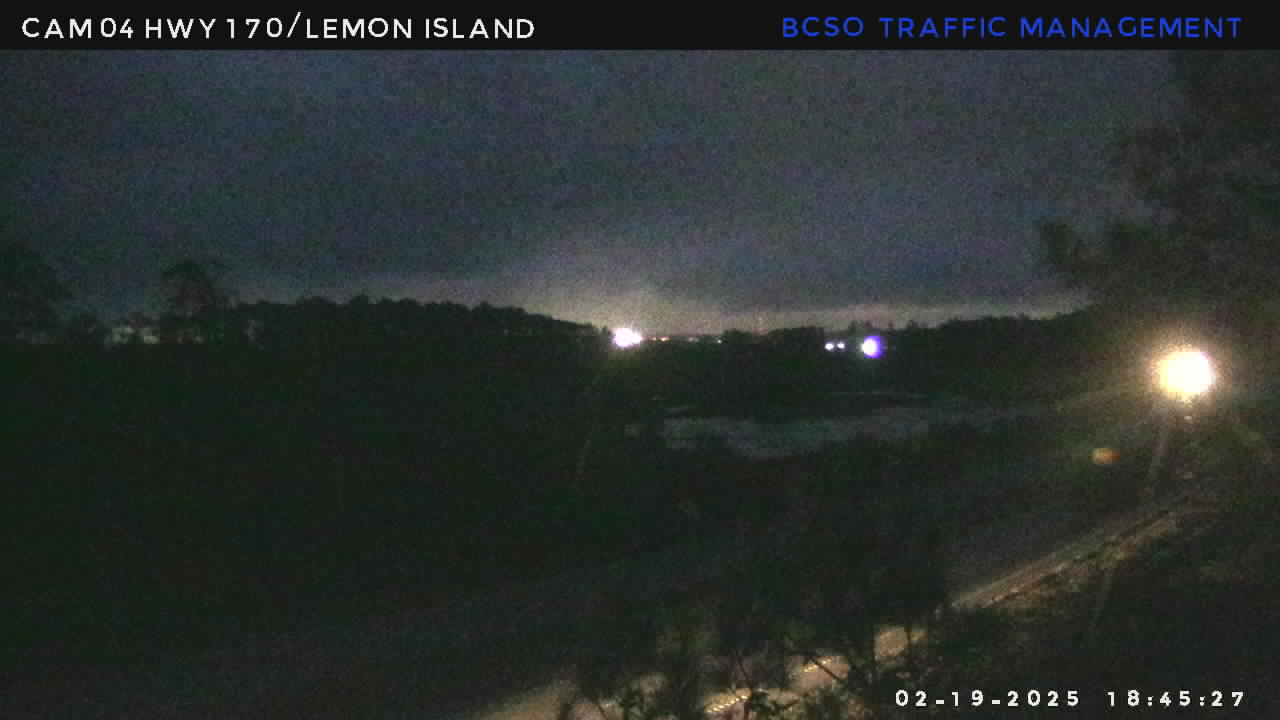 CAM04 HWY 170/LEMON ISLAND
BCSO TRAFFIC MANAGEMENT
02-19-2025 18:45:27